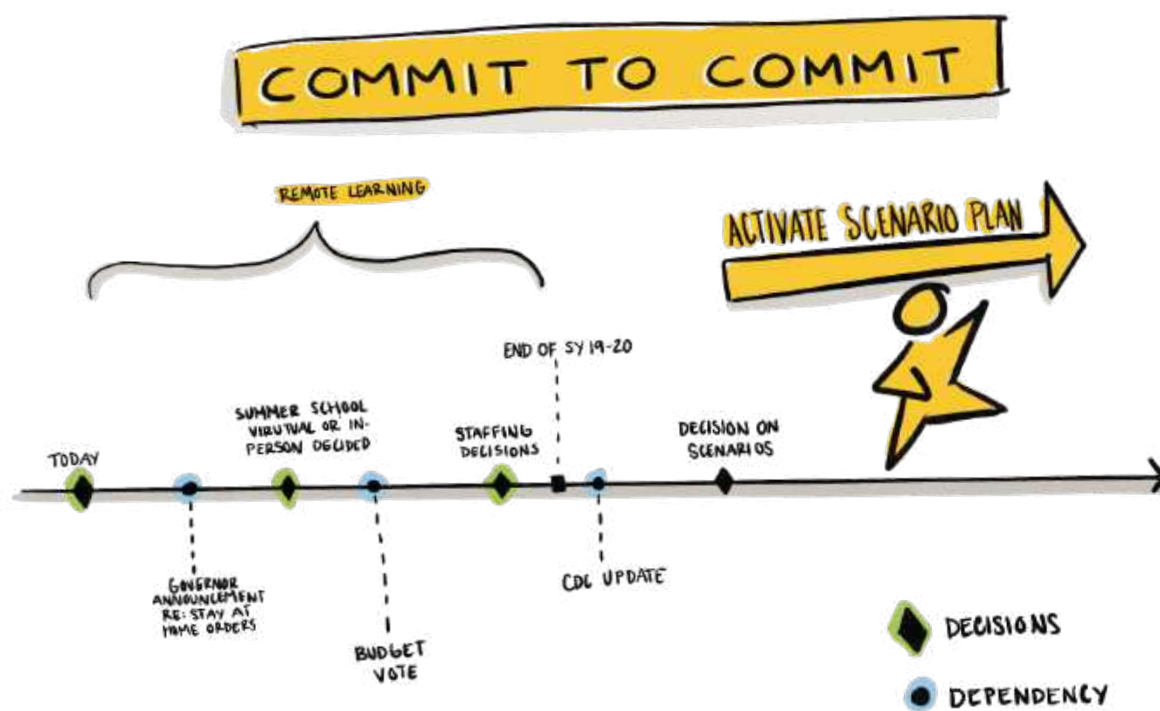 COMMIT TO COMMIT
REMOTE LEARNING
ACTIVATE SCENARIO PLAN
END OF SY 19-20
SUMMER SCHOOL
VIRUTUAL OR IN-
PERSON DECIDED
STAFFING
DECISIONS
DECISION ON
SCENARIOS
TODAY
GOVERNOR
ANNOUNCEMENT
RE: STAY AT
HOME ORDERS
CDC UPDATE
BUDGET
VOTE
DECISIONS
DEPENDENCY